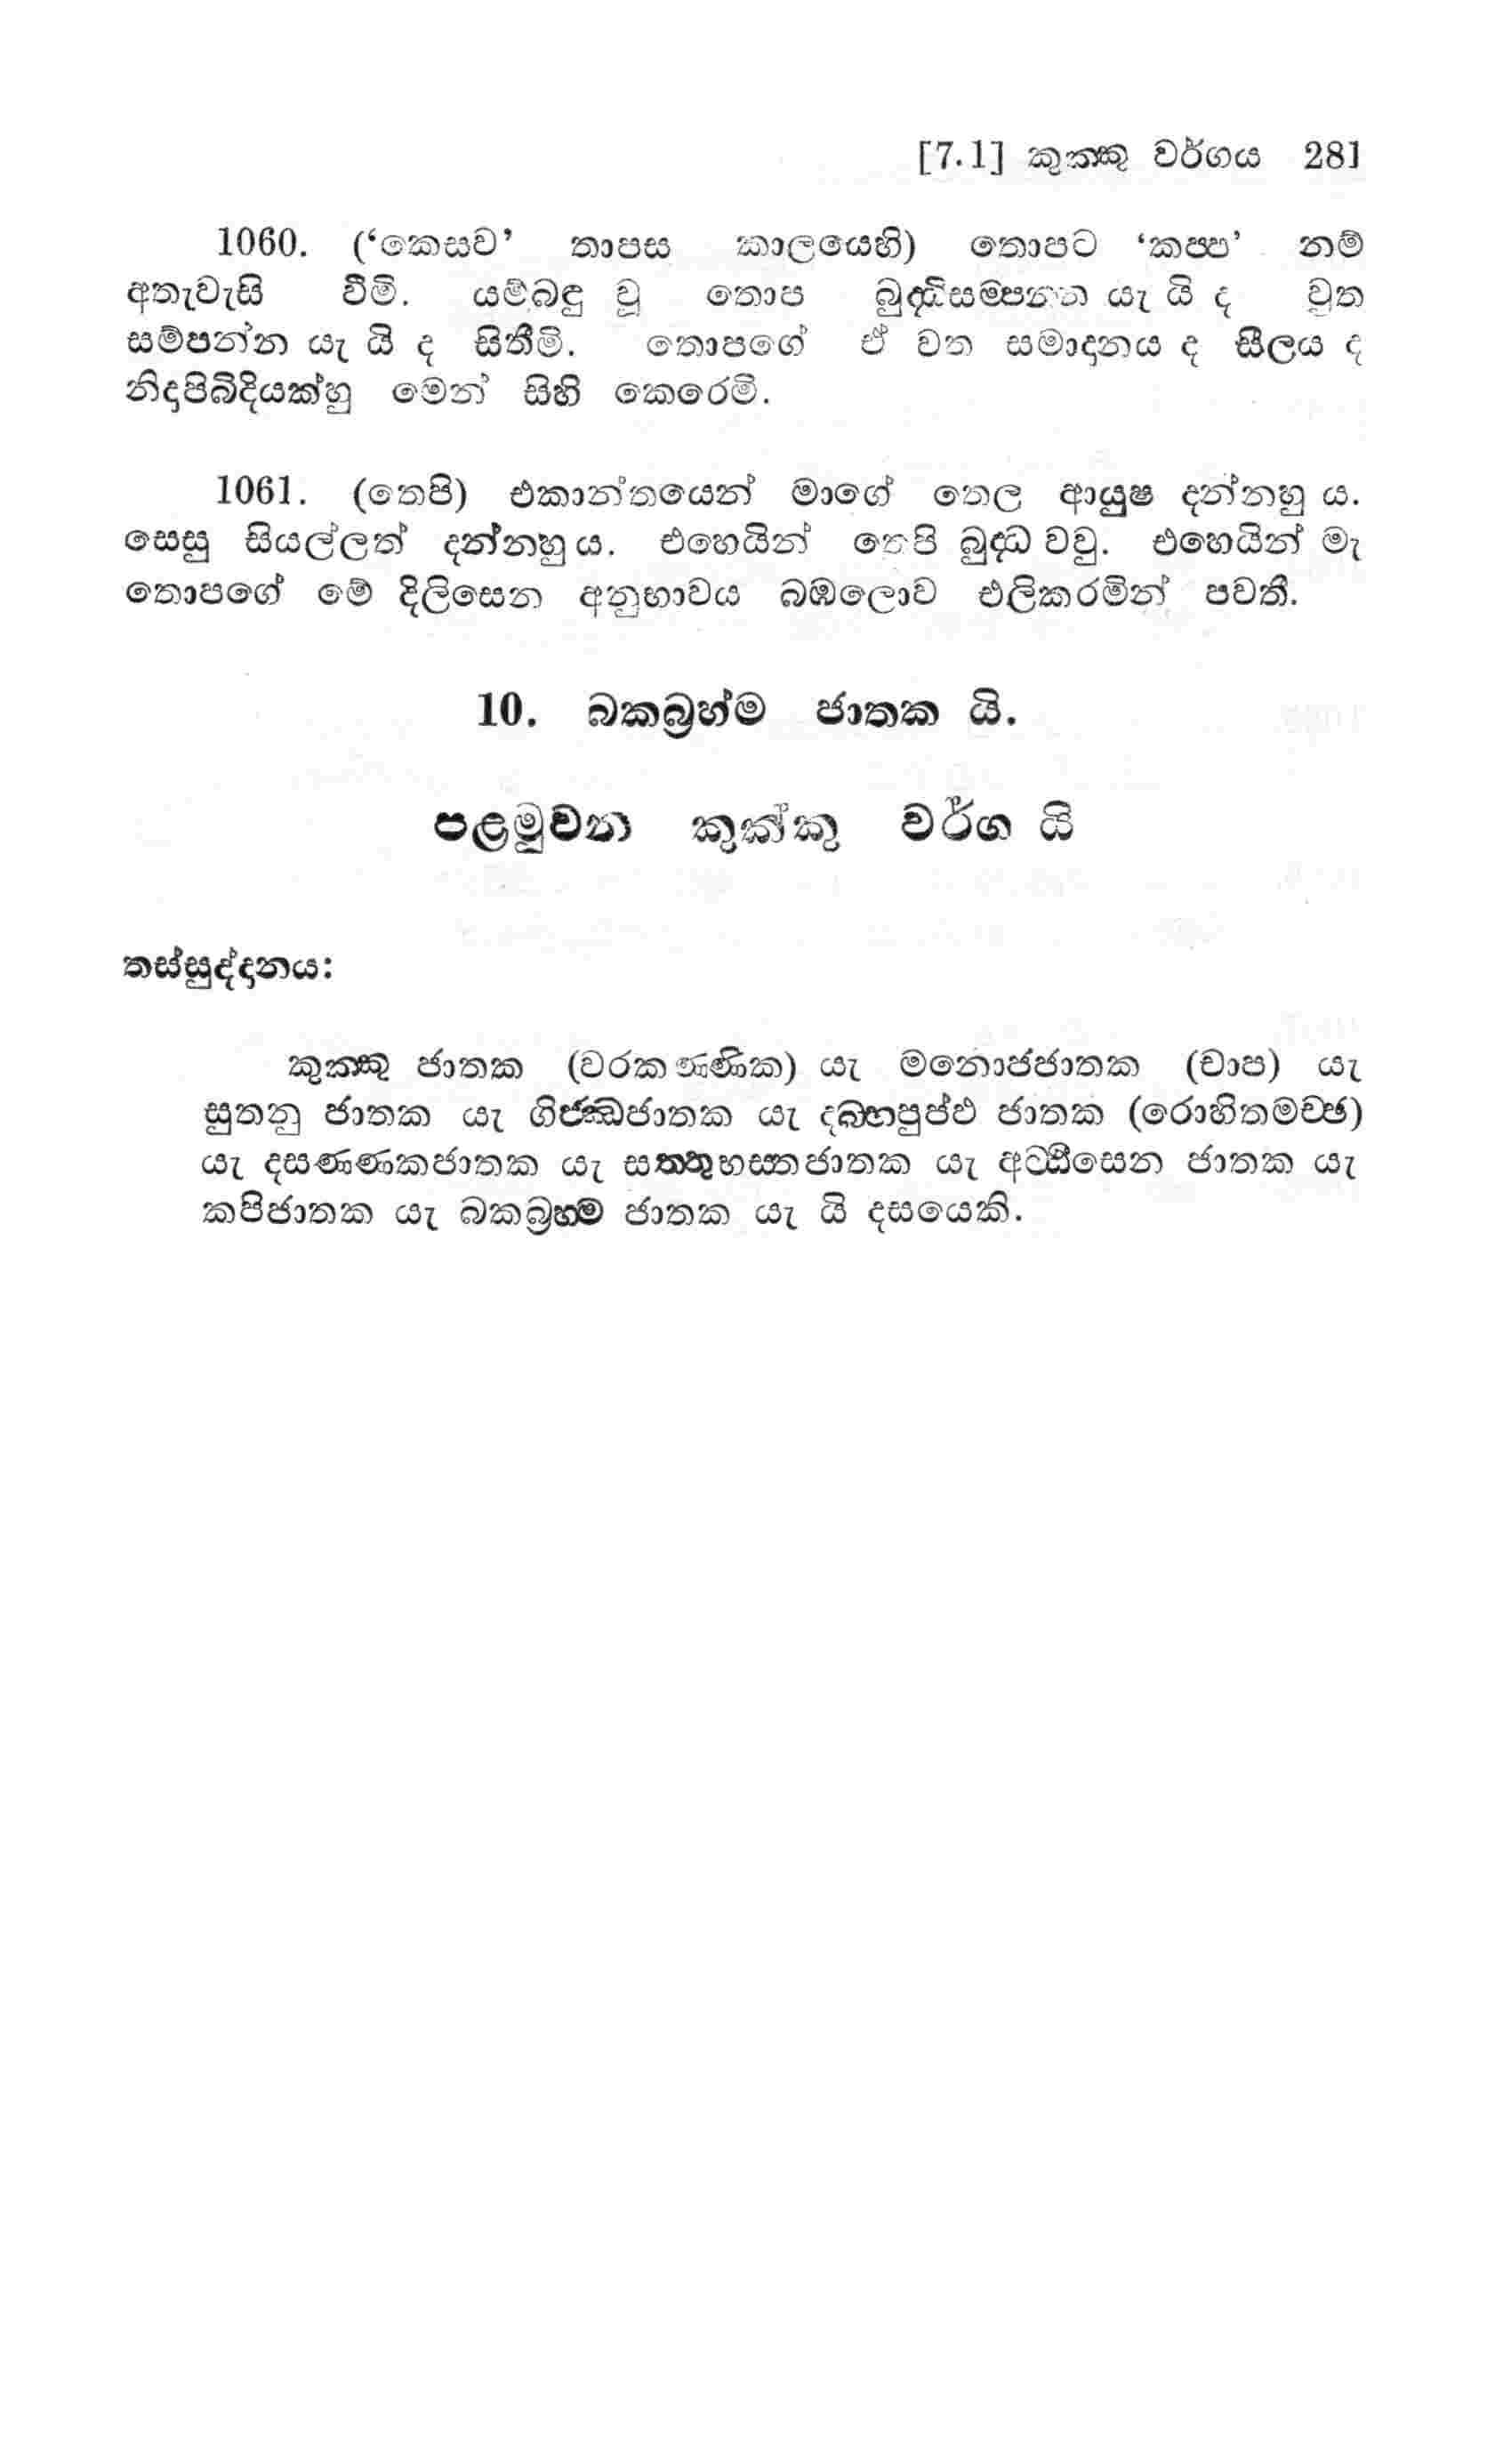 [7.1] කුක්කු වර්ගය 281
1060. (‘කෙසව’ තාපස කාලයෙහි) තොපට ‘කප්ප’ නම්
අතැවැසි වීමි. යම්බඳු වූ තොප බුද්ධිසම්පන්න යැ යි ද වුත
සම්පන්න යැ යි ද සිතීමි. තොපගේ ඒ වත සමාදානය ද සීලය ද
නිදාපිබිදියක්හු මෙන් සිහි කෙරෙමි.
1061. (තෙපි) එකාන්තයෙන් මාගේ තෙල ආයුෂ දන්නහු ය.
සෙසු සියල්ලත් දන්නහු ය. එහෙයින් තෙපි බුද්ධ වවු. එහෙයින් මැ
තොපගේ මේ දිලිසෙන අනුභාවය බඹලොව එලිකරමින් පවතී.
10. බකබ්‍රහ්ම ජාතක යි.
පළමුවන කුක්කු වර්ග යි
තස්සුද්දානය:
කුක්කු ජාතක (වරකණ්ණික) යැ මනොජජාතක (චාප) යැ
සුතනු ජාතක යැ ගිජ්ඣජාතක යැ දබ්භපුප්ඵ ජාතක (රොහිතමච්ඡ)
යැ දසණ්ණකජාතක යැ සත්තුභස්තජාතක යැ අට්ඨිසෙන ජාතක යැ
කපිජාතක යැ බකබ්‍රහ්ම ජාතක යැ යි දසයෙකි.